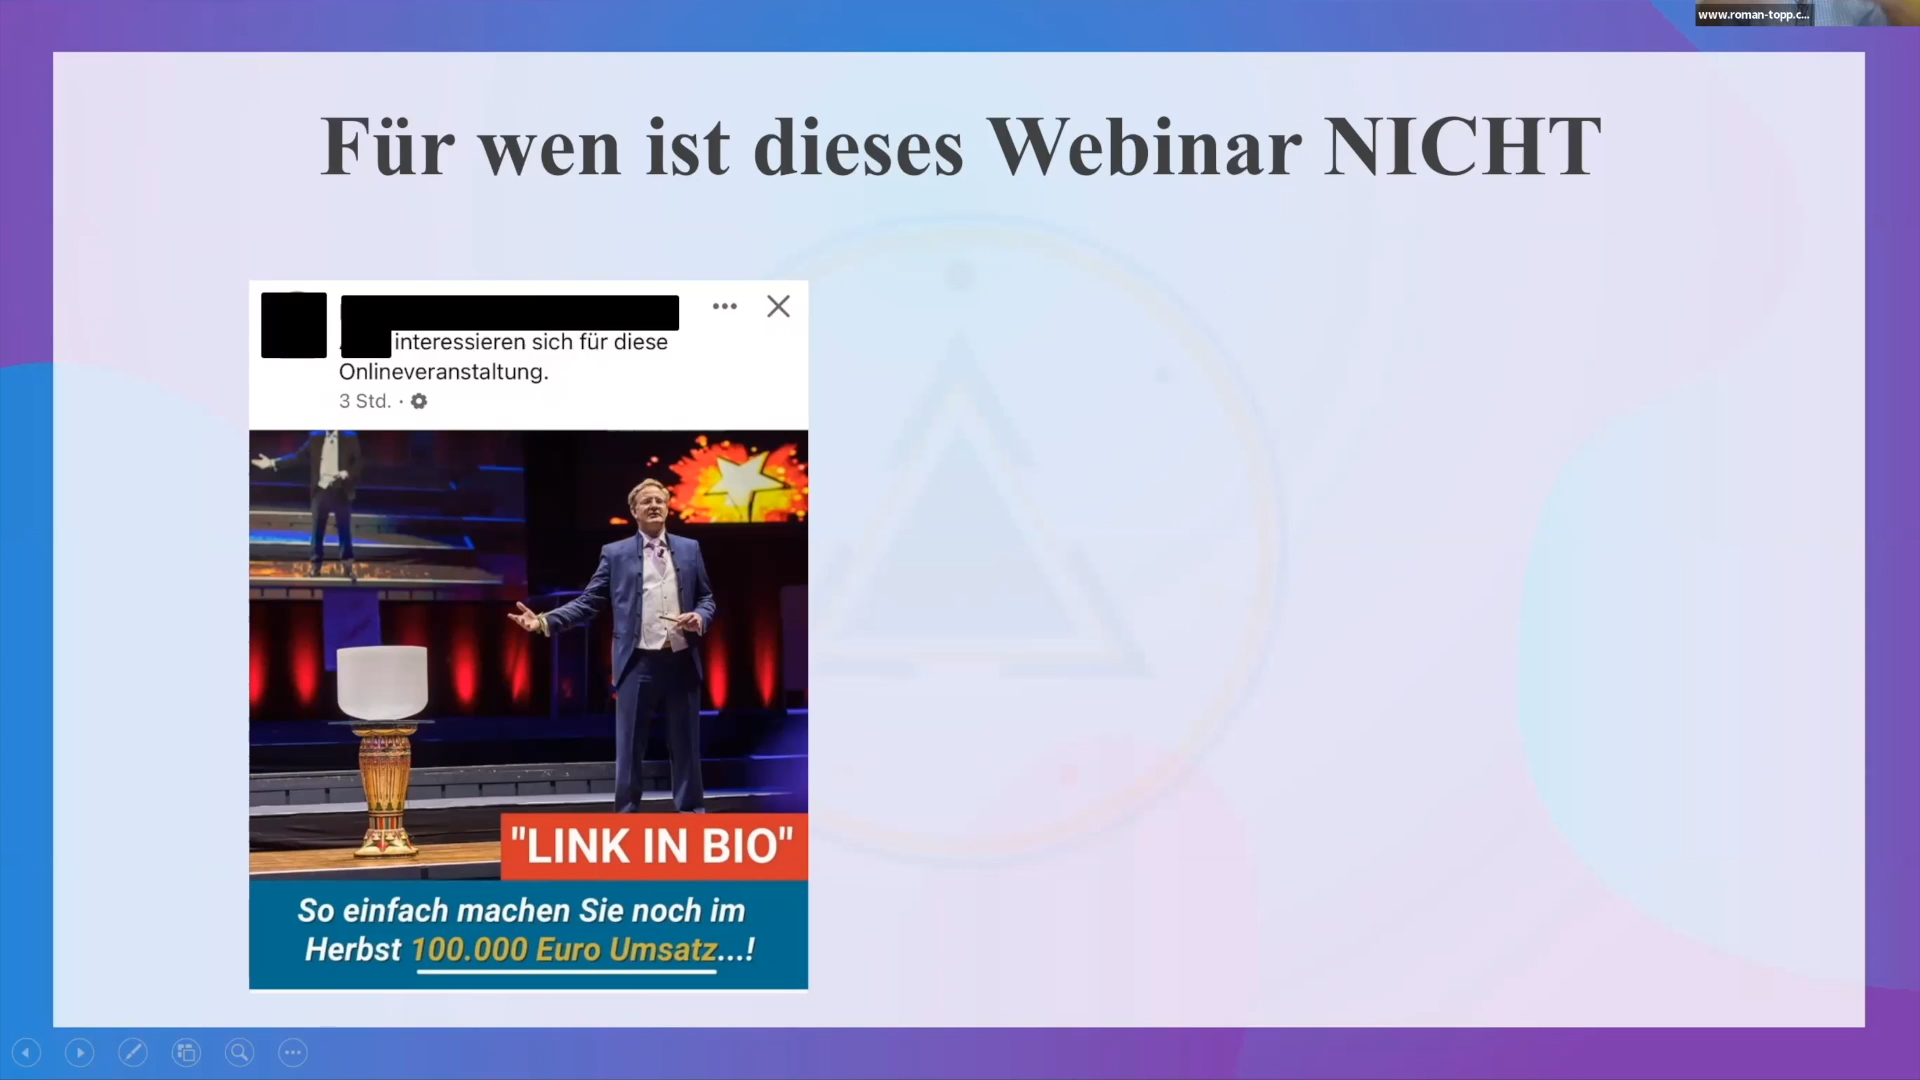 www.roman-topp.c...
Für wen ist dieses Webinar NICHT
interessieren sich für diese
Onlineveranstaltung.
3 Std. ·
"LINK IN BIO"
So einfach machen Sie noch im
Herbst 100.000 Euro Umsatz...!